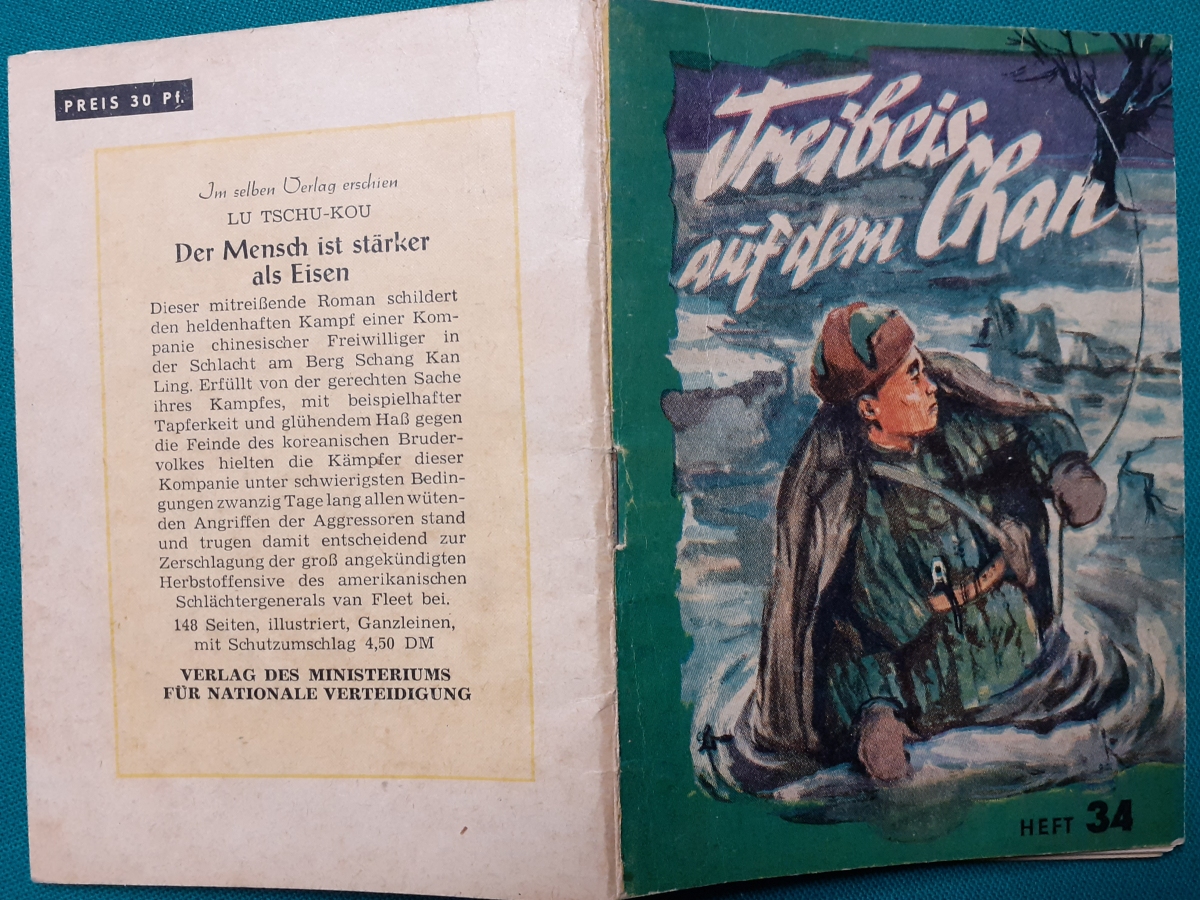 PREIS 30 Pf.
Im selben Verlag erschien
LU TSCHU-KOU
Der Mensch ist stärker
als Eisen
Dieser mitreißende Roman schildert
den heldenhaften Kampf einer Kom-
panie chinesischer Freiwilliger in
der Schlacht am Berg Schang Kan
Ling. Erfüllt von der gerechten Sache
ihres Kampfes, mit beispielhafter
Tapferkeit und glühendem Haß gegen
die Feinde des koreanischen Bruder-
volkes hielten die Kämpfer dieser
Kompanie unter schwierigsten Bedin-
gungen zwanzig Tage lang allen wüten-
den Angriffen der Aggressoren stand
und trugen damit entscheidend zur
Zerschlagung der groß angekündigten
Herbstoffensive des amerikanischen
Schlächtergenerals van Fleet bei.
148 Seiten, illustriert, Ganzleinen,
mit Schutzumschlag 4,50 DM
VERLAG DES MINISTERIUMS
FÜR NATIONALE VERTEIDIGUNG
Treibeis
auf dem Chan
HEFT 34